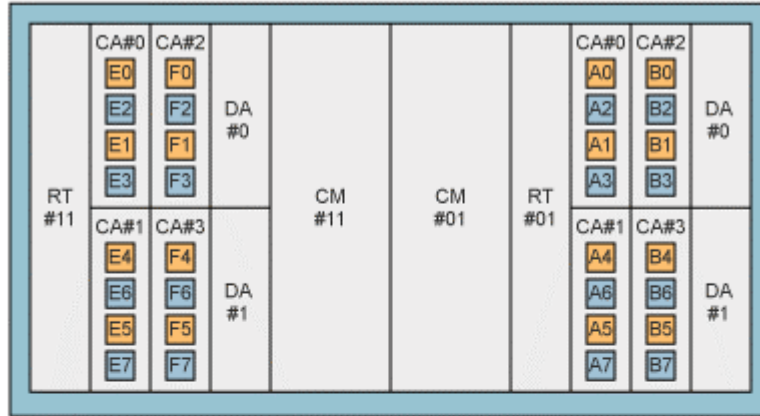 CA#0 CA#2 CA#0 CA#2
E0 F0 A0 B0
E2 F2 DA A2 B2 DA
#0 #0
E1 F1 A1 B1
E3 F3 A3 B3
RT CM CM RT
#11 #11 #01 #01
CA#1 CA#3 CA#1 CA#3
E4 F4 A4 B4
E6 F6 DA A6 B6 DA
#1 #1
E5 F5 A5 B5
E7 F7 A7 B7